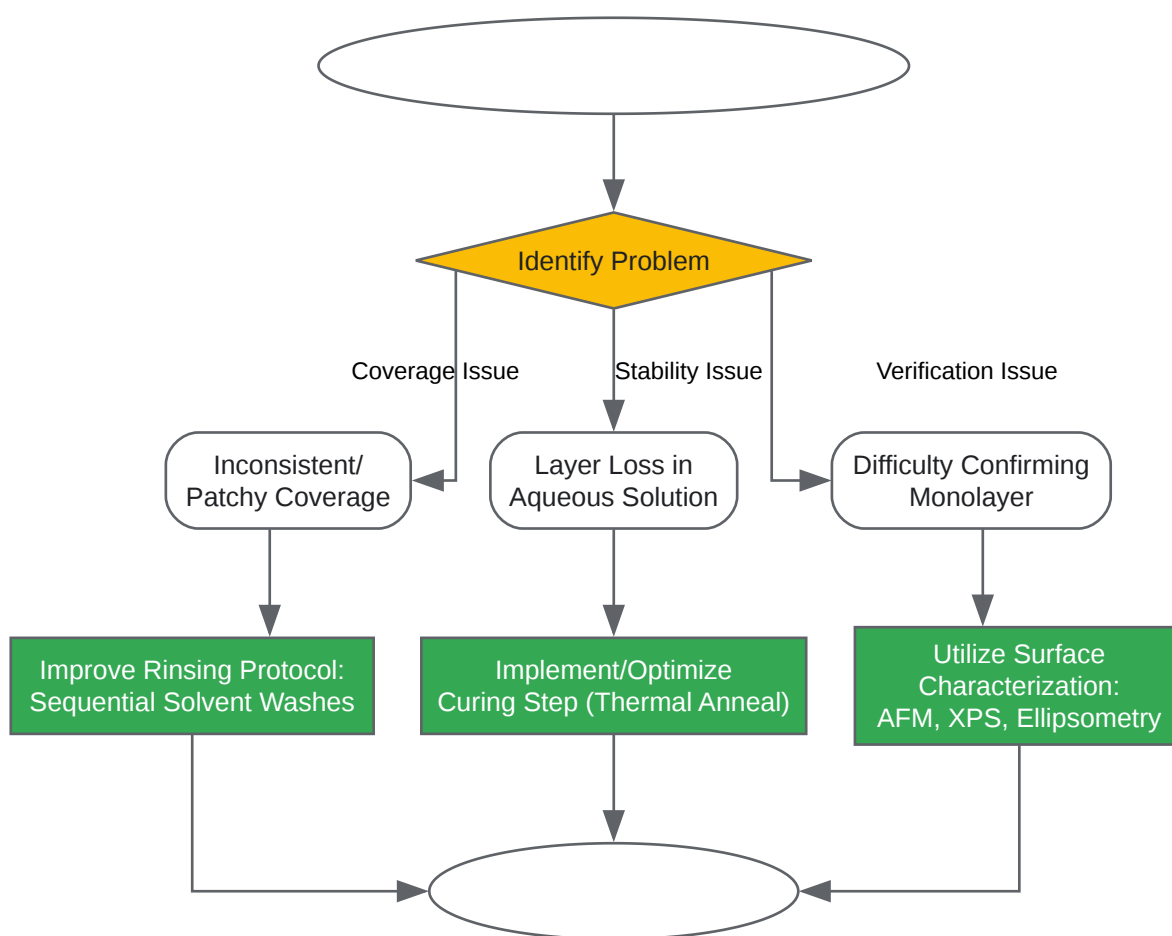 Identify Problem
Coverage Issue
Stability Issue
Verification Issue
Inconsistent/
Patchy Coverage
Layer Loss in
Aqueous Solution
Difficulty Confirming
Monolayer
Improve Rinsing Protocol:
Sequential Solvent Washes
Implement/Optimize
Curing Step (Thermal Anneal)
Utilize Surface
Characterization:
AFM, XPS, Ellipsometry